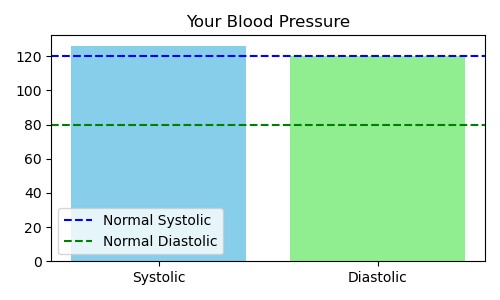 Your Blood Pressure
120
100
80
60
40
20
0
Normal Systolic
Normal Diastolic
Systolic Diastolic